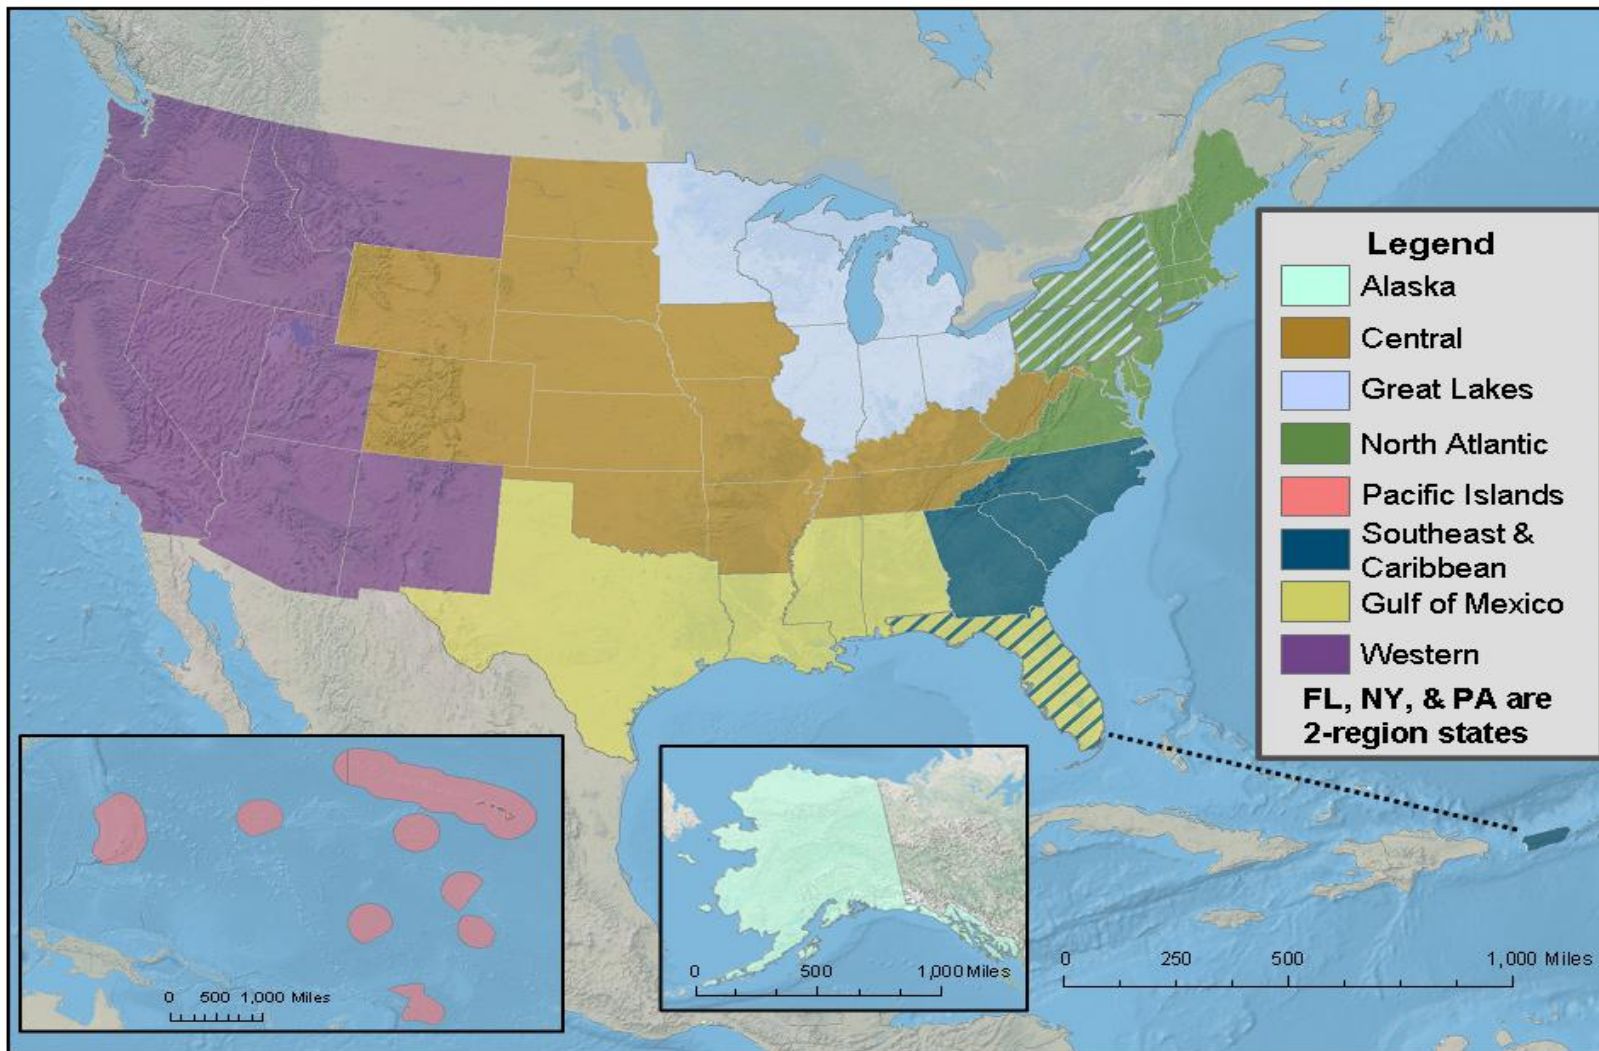 Legend
Alaska
Central
Great Lakes
North Atlantic
Pacific Islands
Southeast &
Caribbean
Gulf of Mexico
Western
FL, NY, & PA are
2-region states
0 500 1,000 Miles
0 500 1,000 Miles
0 250 500 1,000 Miles